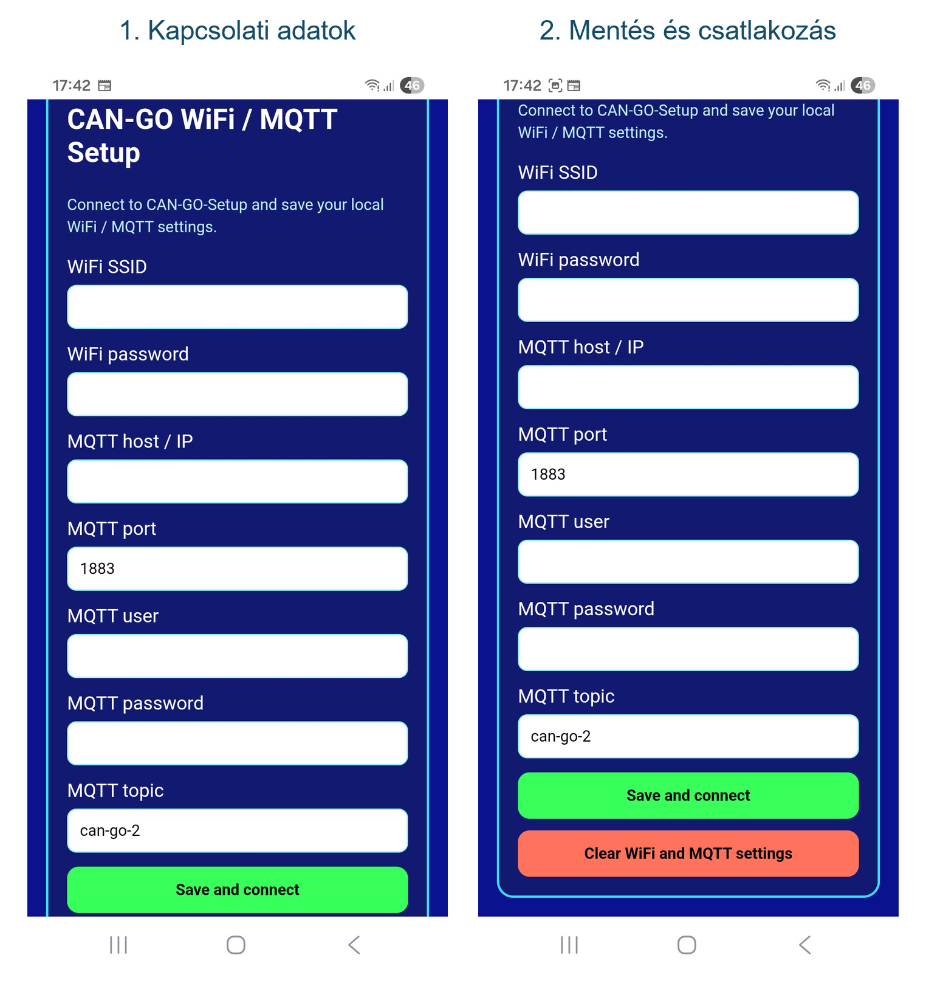 1. Kapcsolati adatok
17:42
46
CAN-GO WiFi / MQTT
Setup
Connect to CAN-GO-Setup and save your local
WiFi / MQTT settings.
WiFi SSID
WiFi password
MQTT host / IP
MQTT port
1883
MQTT user
MQTT password
MQTT topic
can-go-2
Save and connect
2. Mentés és csatlakozás
17:42
46
Connect to CAN-GO-Setup and save your local
WiFi / MQTT settings.
WiFi SSID
WiFi password
MQTT host / IP
MQTT port
1883
MQTT user
MQTT password
MQTT topic
can-go-2
Save and connect
Clear WiFi and MQTT settings